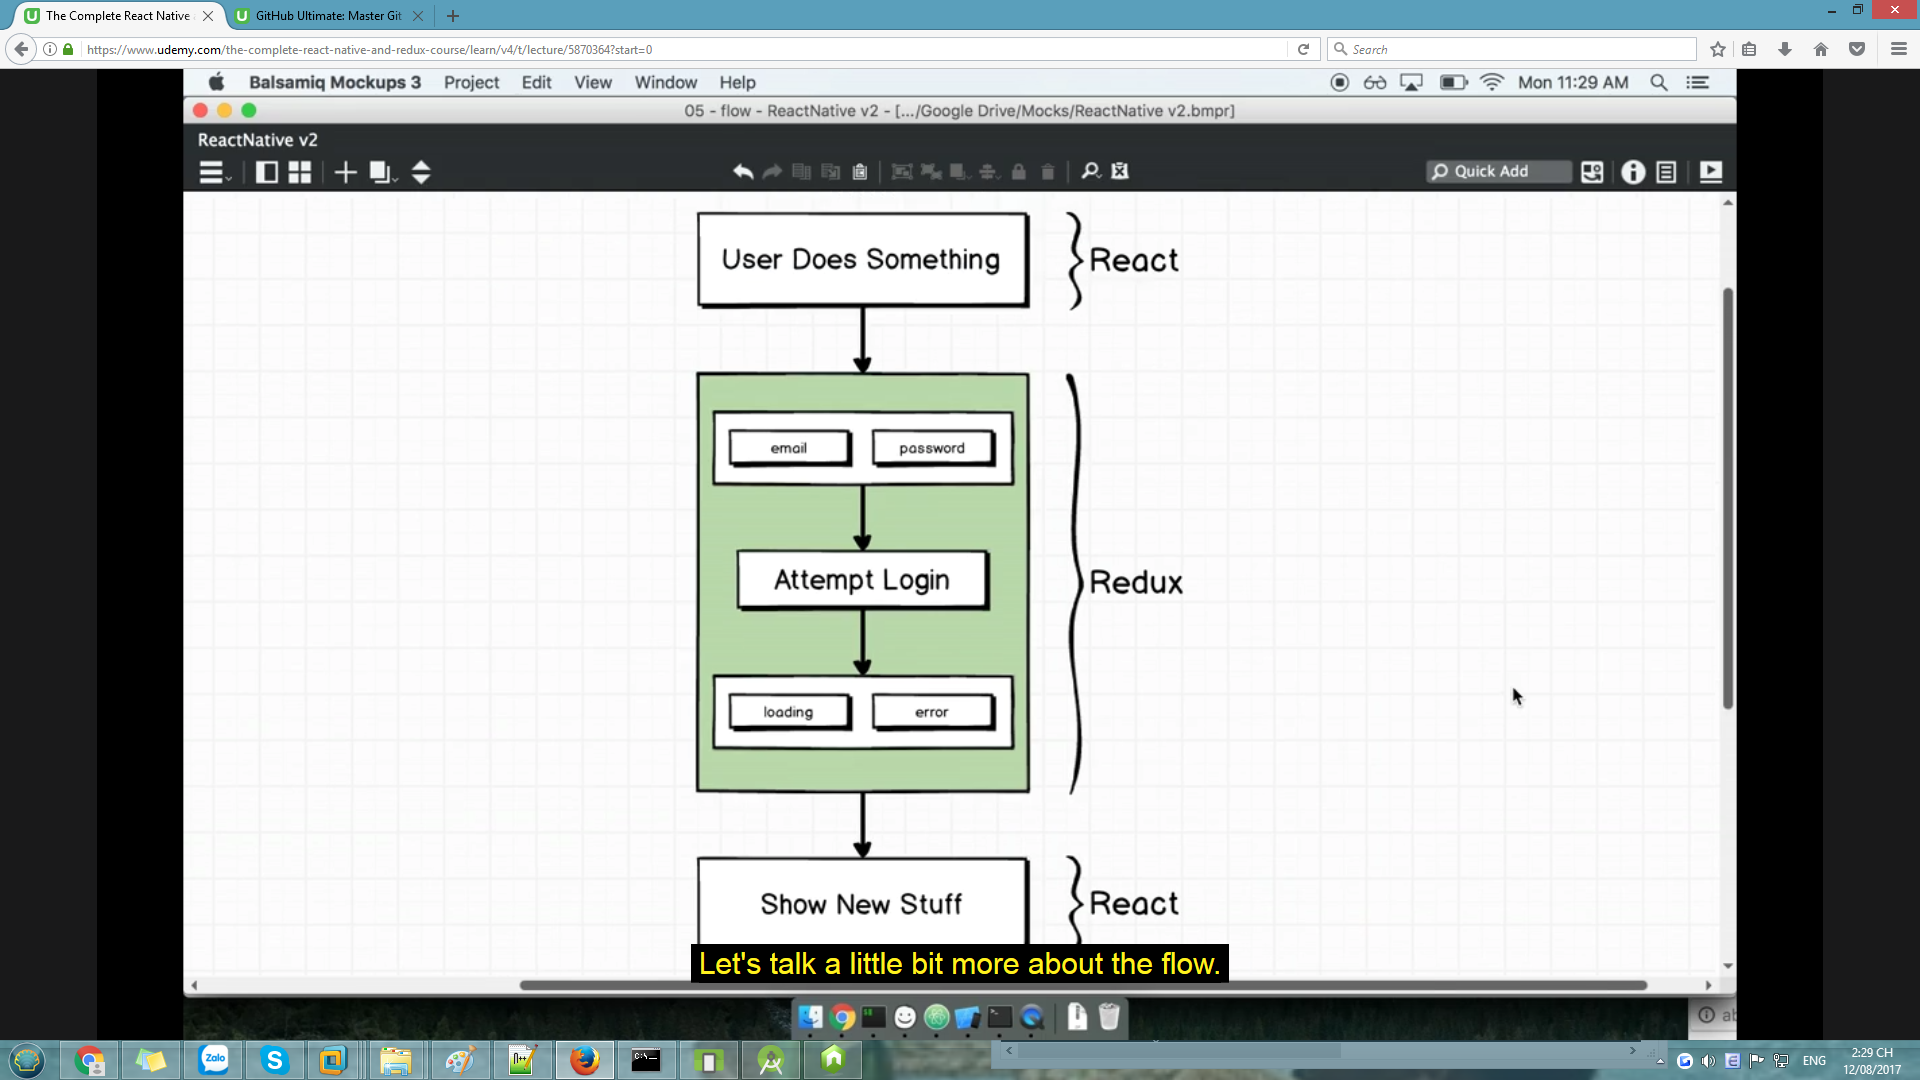 The Complete React Native
GitHub Ultimate: Master Git
https://www.udemy.com/the-complete-react-native-and-redux-course/learn/v4/t/lecture/5870364?start=0
Search
Balsamiq Mockups 3 Project Edit View Window Help
Mon 11:29 AM
05 - flow - ReactNative v2 - [.../Google Drive/Mocks/ReactNative v2.bmpr]
ReactNative v2
Quick Add
User Does Something
React
email
password
Attempt Login
Redux
loading
error
Show New Stuff
React
Let's talk a little bit more about the flow.
Zalo
ENG
2:29 CH
12/08/2017